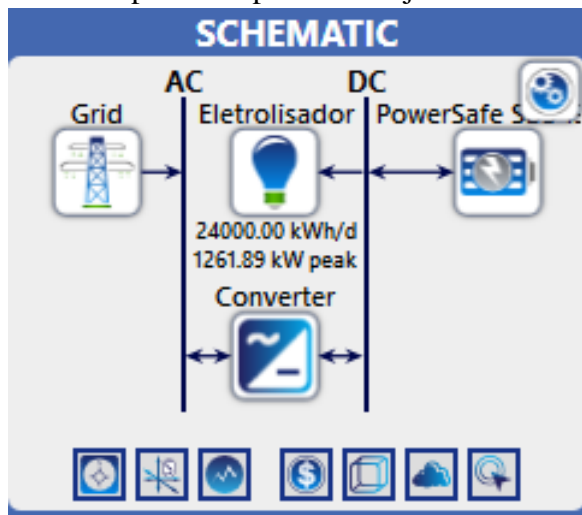 SCHEMATIC
AC DC
Grid Eletrolisador PowerSafe
24000.00 kWh/d
1261.89 kW peak
Converter